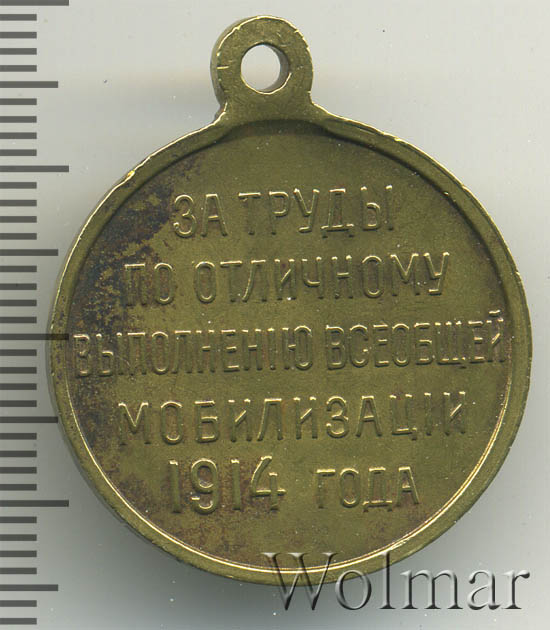 ЗА ТРУДЫ
ПО ОТЛИЧНОМУ
ВЫПОЛНЕНІЮ ВСЕОБЩЕЙ
МОБИЛИЗАЦІИ
1914 ГОДА
Wolmar